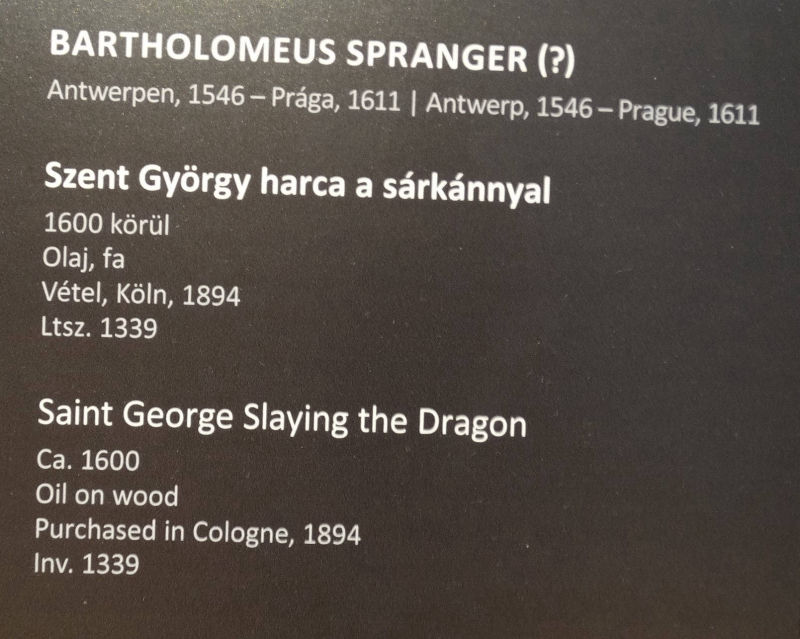 BARTHOLOMEUS SPRANGER (?)
Antwerpen, 1546 – Prága, 1611 | Antwerp, 1546 – Prague, 1611
Szent György harca a sárkánnyal
1600 körül
Olaj, fa
Vétel, Köln, 1894
Ltsz. 1339
Saint George Slaying the Dragon
Ca. 1600
Oil on wood
Purchased in Cologne, 1894
Inv. 1339